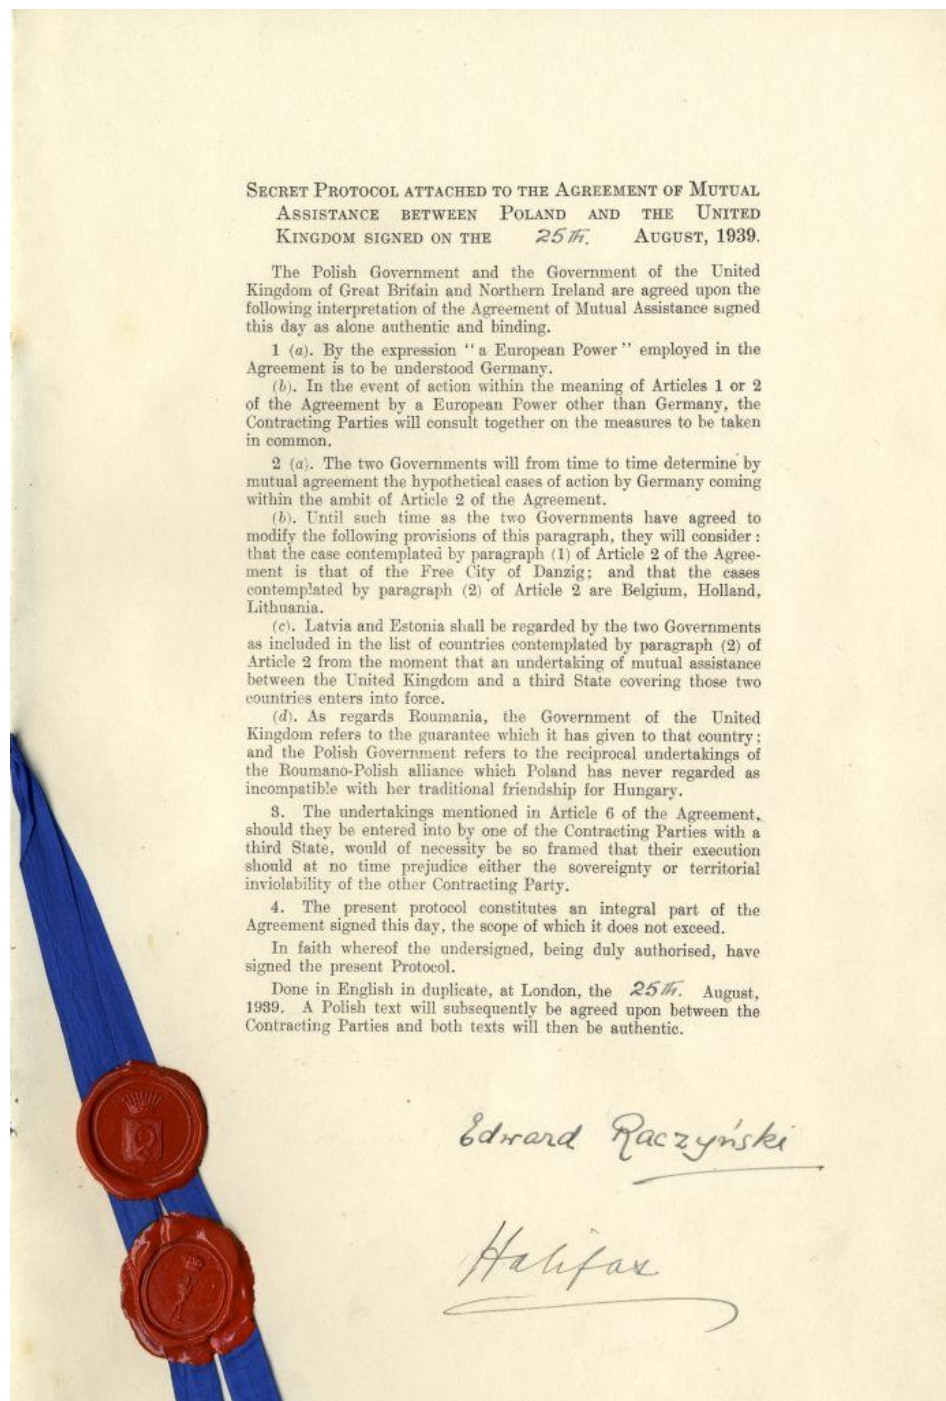 SECRET PROTOCOL ATTACHED TO THE AGREEMENT OF MUTUAL
ASSISTANCE BETWEEN POLAND AND THE UNITED
KINGDOM SIGNED ON THE 25th. AUGUST, 1939.
The Polish Government and the Government of the United
Kingdom of Great Britain and Northern Ireland are agreed upon the
following interpretation of the Agreement of Mutual Assistance signed
this day as alone authentic and binding.
1 (a). By the expression "a European Power" employed in the
Agreement is to be understood Germany.
(b). In the event of action within the meaning of Articles 1 or 2
of the Agreement by a European Power other than Germany, the
Contracting Parties will consult together on the measures to be taken
in common.
2 (a). The two Governments will from time to time determine by
mutual agreement the hypothetical cases of action by Germany coming
within the ambit of Article 2 of the Agreement.
(b). Until such time as the two Governments have agreed to
modify the following provisions of this paragraph, they will consider:
that the case contemplated by paragraph (1) of Article 2 of the Agree-
ment is that of the Free City of Danzig; and that the cases
contemplated by paragraph (2) of Article 2 are Belgium, Holland,
Lithuania.
(c). Latvia and Estonia shall be regarded by the two Governments
as included in the list of countries contemplated by paragraph (2) of
Article 2 from the moment that an undertaking of mutual assistance
between the United Kingdom and a third State covering those two
countries enters into force.
(d). As regards Roumania, the Government of the United
Kingdom refers to the guarantee which it has given to that country;
and the Polish Government refers to the reciprocal undertakings of
the Roumano-Polish alliance which Poland has never regarded as
incompatible with her traditional friendship for Hungary.
3. The undertakings mentioned in Article 6 of the Agreement,
should they be entered into by one of the Contracting Parties with a
third State, would of necessity be so framed that their execution
should at no time prejudice either the sovereignty or territorial
inviolability of the other Contracting Party.
4. The present protocol constitutes an integral part of the
Agreement signed this day, the scope of which it does not exceed.
In faith whereof the undersigned, being duly authorised, have
signed the present Protocol.
Done in English in duplicate, at London, the 25th. August,
1939. A Polish text will subsequently be agreed upon between the
Contracting Parties and both texts will then be authentic.
Edward Raczyński
Halifax